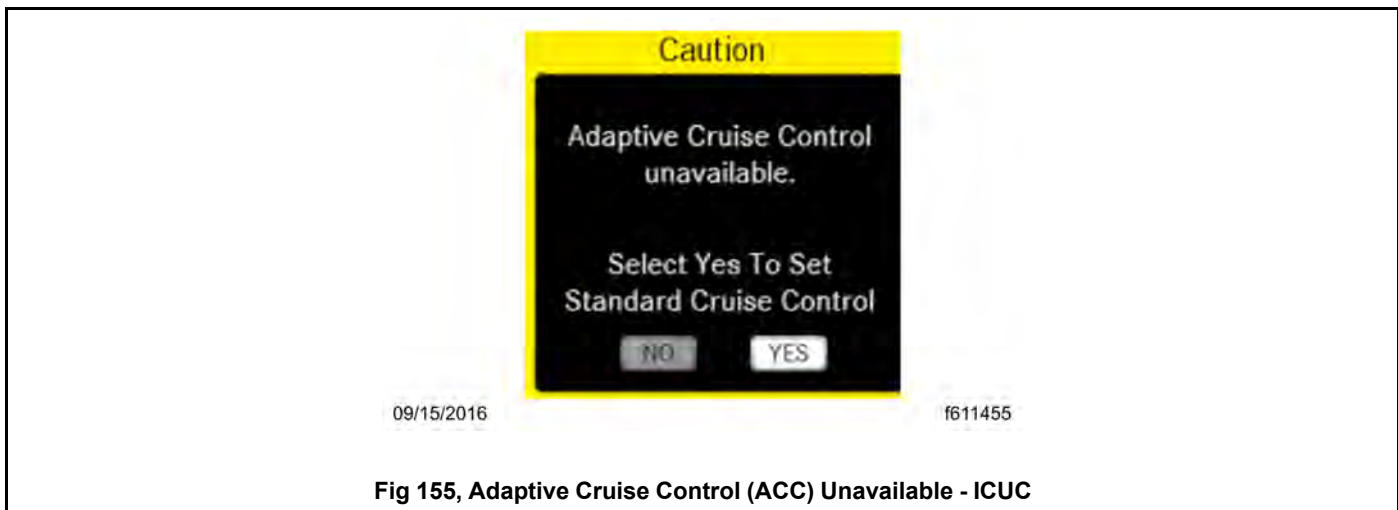 Caution
Adaptive Cruise Control
unavailable.
Select Yes To Set
Standard Cruise Control
NO YES
09/15/2016 f611455
Fig 155, Adaptive Cruise Control (ACC) Unavailable - ICUC